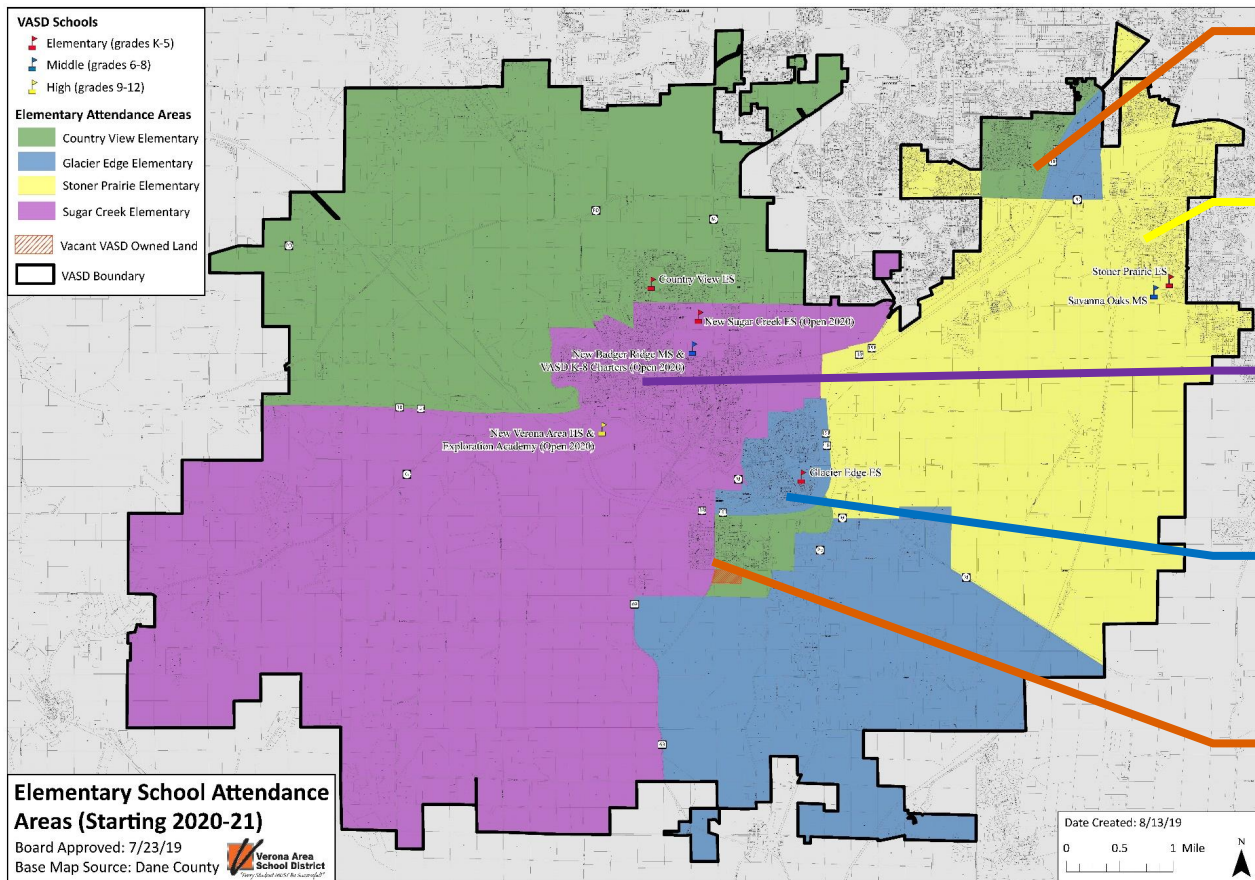 VASD Schools
Elementary (grades K-5)
Middle (grades 6-8)
High (grades 9-12)
Elementary Attendance Areas
Country View Elementary
Glacier Edge Elementary
Stoner Prairie Elementary
Sugar Creek Elementary
Vacant VASD Owned Land
VASD Boundary
Stoner Prairie ES
Savanna Oaks MS
Country View ES
New Sugar Creek ES (Open 2020)
New Badger Ridge MS &
VASD K-8 Charters (Open 2020)
New Verona Area HS &
Exploration Academy (Open 2020)
Glacier Edge ES
Elementary School Attendance
Areas (Starting 2020-21)
Board Approved: 7/23/19
Base Map Source: Dane County
Verona Area
School District
"Every Student MUST Be Successful!"
Date Created: 8/13/19
0 0.5 1 Mile
N